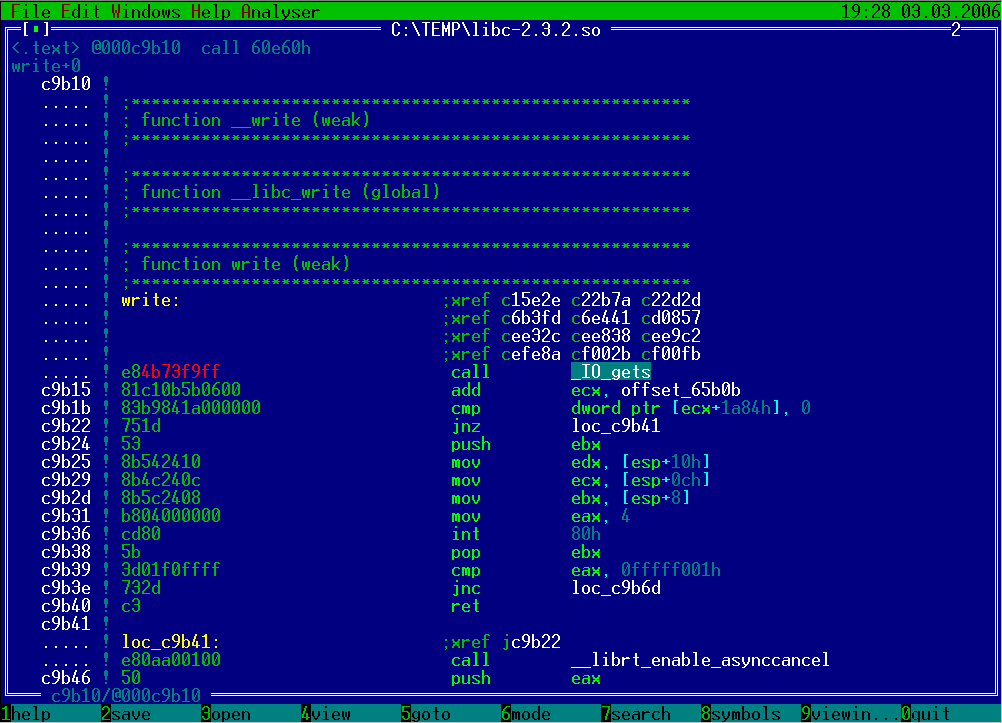 File Edit Windows Help Analyser 19:28 03.03.2006
[▪] C:\TEMP\libc-2.3.2.so 2
<.text> @000c9b10 call 60e60h
write+0
c9b10 !
..... ! ;********************************************************
..... ! ; function __write (weak)
..... ! ;********************************************************
..... !
..... ! ;********************************************************
..... ! ; function __libc_write (global)
..... ! ;********************************************************
..... !
..... ! ;********************************************************
..... ! ; function write (weak)
..... ! ;********************************************************
..... ! write: ;xref c15e2e c22b7a c22d2d
..... ! ;xref c6b3fd c6e441 cd0857
..... ! ;xref cee32c cee838 cee9c2
..... ! ;xref cefe8a cf002b cf00fb
..... ! e84b73f9ff call _IO_gets
c9b15 ! 81c10b5b0600 add ecx, offset_65b0b
c9b1b ! 83b9841a000000 cmp dword ptr [ecx+1a84h], 0
c9b22 ! 751d jnz loc_c9b41
c9b24 ! 53 push ebx
c9b25 ! 8b542410 mov edx, [esp+10h]
c9b29 ! 8b4c240c mov ecx, [esp+0ch]
c9b2d ! 8b5c2408 mov ebx, [esp+8]
c9b31 ! b804000000 mov eax, 4
c9b36 ! cd80 int 80h
c9b38 ! 5b pop ebx
c9b39 ! 3d01f0ffff cmp eax, 0fffff001h
c9b3e ! 732d jnc loc_c9b6d
c9b40 ! c3 ret
c9b41 !
..... ! loc_c9b41: ;xref jc9b22
..... ! e80aa00100 call __librt_enable_asynccancel
c9b46 ! 50 push eax
c9b10/@000c9b10
1help 2save 3open 4view 5goto 6mode 7search 8symbols 9viewin... 0quit